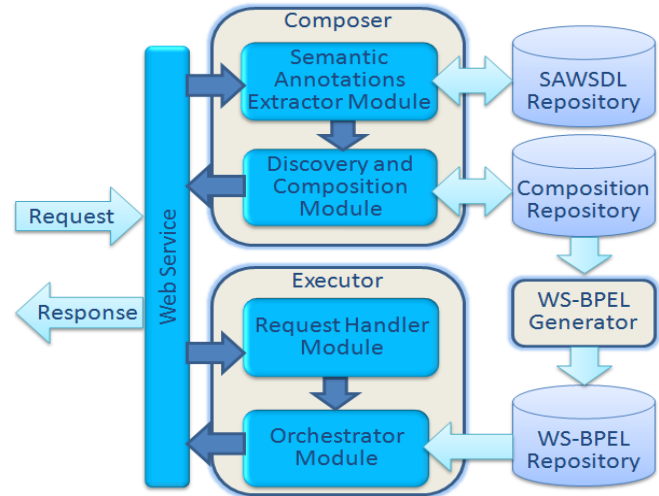 Composer
Semantic
Annotations
Extractor Module
SAWSDL
Repository
Discovery and
Composition
Module
Composition
Repository
Request
Response
Web Service
Executor
Request Handler
Module
Orchestrator
Module
WS-BPEL
Generator
WS-BPEL
Repository